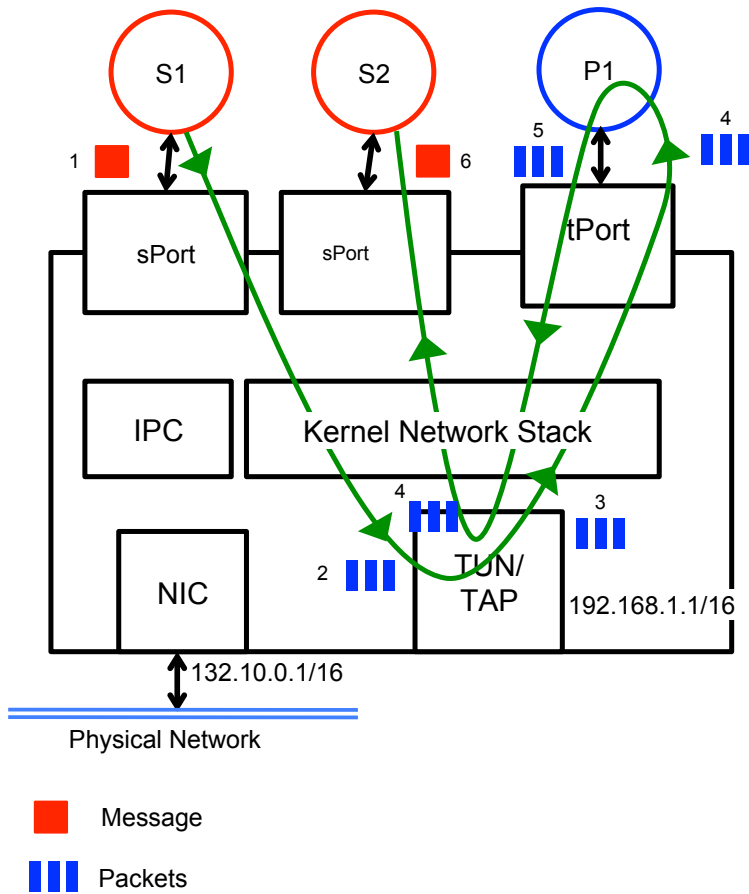 S1
S2
P1
1
6
5
4
sPort
sPort
tPort
IPC
Kernel Network Stack
4
3
2
NIC
TUN/
TAP
192.168.1.1/16
132.10.0.1/16
Physical Network
Message
Packets